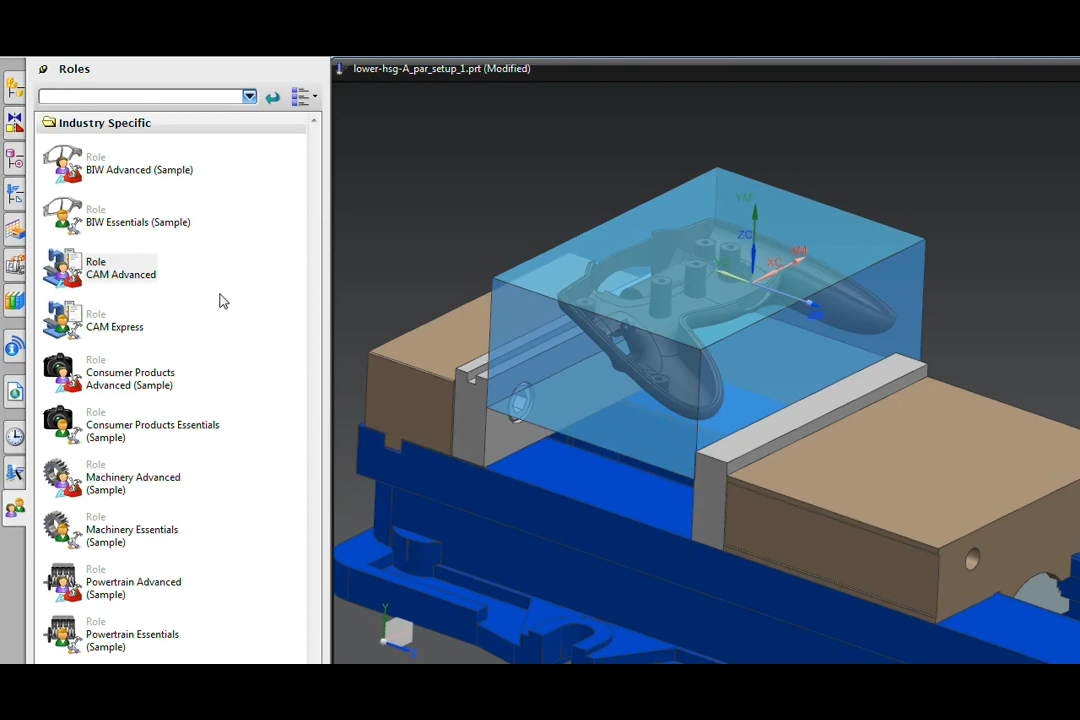 Roles
lower-hsg-A_par_setup_1.prt (Modified)
Industry Specific
Role
BIW Advanced (Sample)
Role
BIW Essentials (Sample)
Role
CAM Advanced
Role
CAM Express
Role
Consumer Products
Advanced (Sample)
Role
Consumer Products Essentials
(Sample)
Role
Machinery Advanced
(Sample)
Role
Machinery Essentials
(Sample)
Role
Powertrain Advanced
(Sample)
Role
Powertrain Essentials
(Sample)
YM
ZC
XM
XC
Y